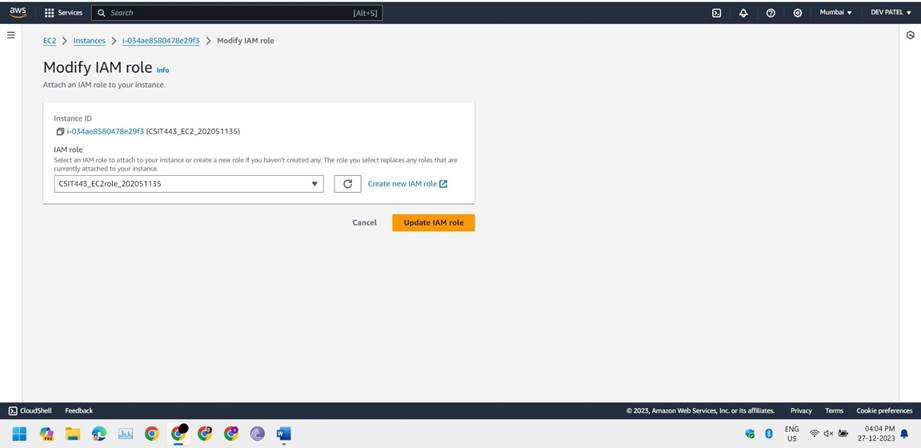 aws
Services
Search
[Alt+S]
Mumbai
DEV PATEL
EC2 > Instances > i-034ae8580478e29f3 > Modify IAM role
Modify IAM role Info
Attach an IAM role to your instance.
Instance ID
i-034ae8580478e29f3 (CSIT443_EC2_202051135)
IAM role
Select an IAM role to attach to your instance or create a new role if you haven't created any. The role you select replaces any roles that are
currently attached to your instance.
CSIT443_EC2role_202051135
Create new IAM role
Cancel
Update IAM role
CloudShell
Feedback
© 2023, Amazon Web Services, Inc. or its affiliates.
Privacy
Terms
Cookie preferences
ENG
US
04:04 PM
27-12-2023